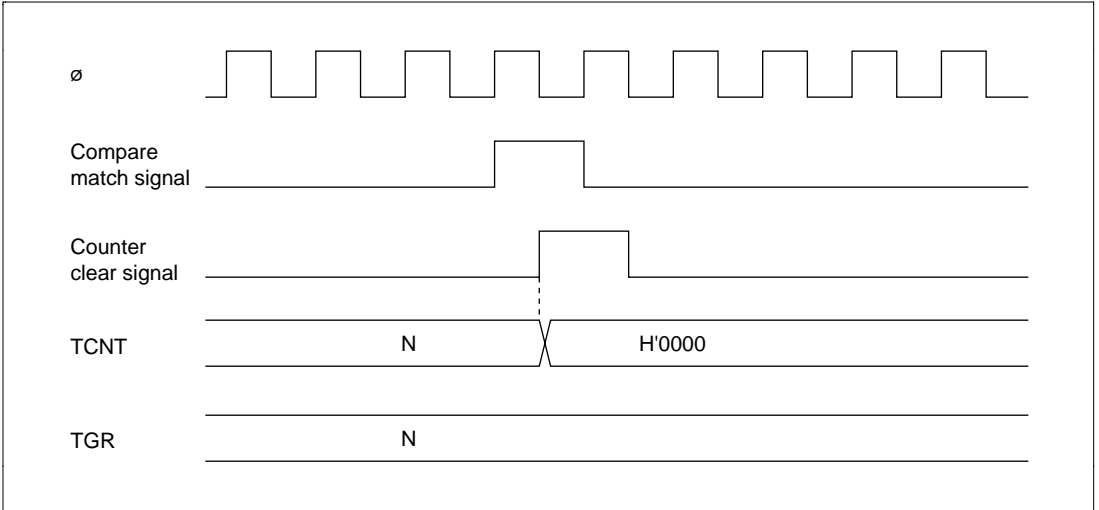 ø
Compare
match signal
Counter
clear signal
TCNT
N
H'0000
TGR
N